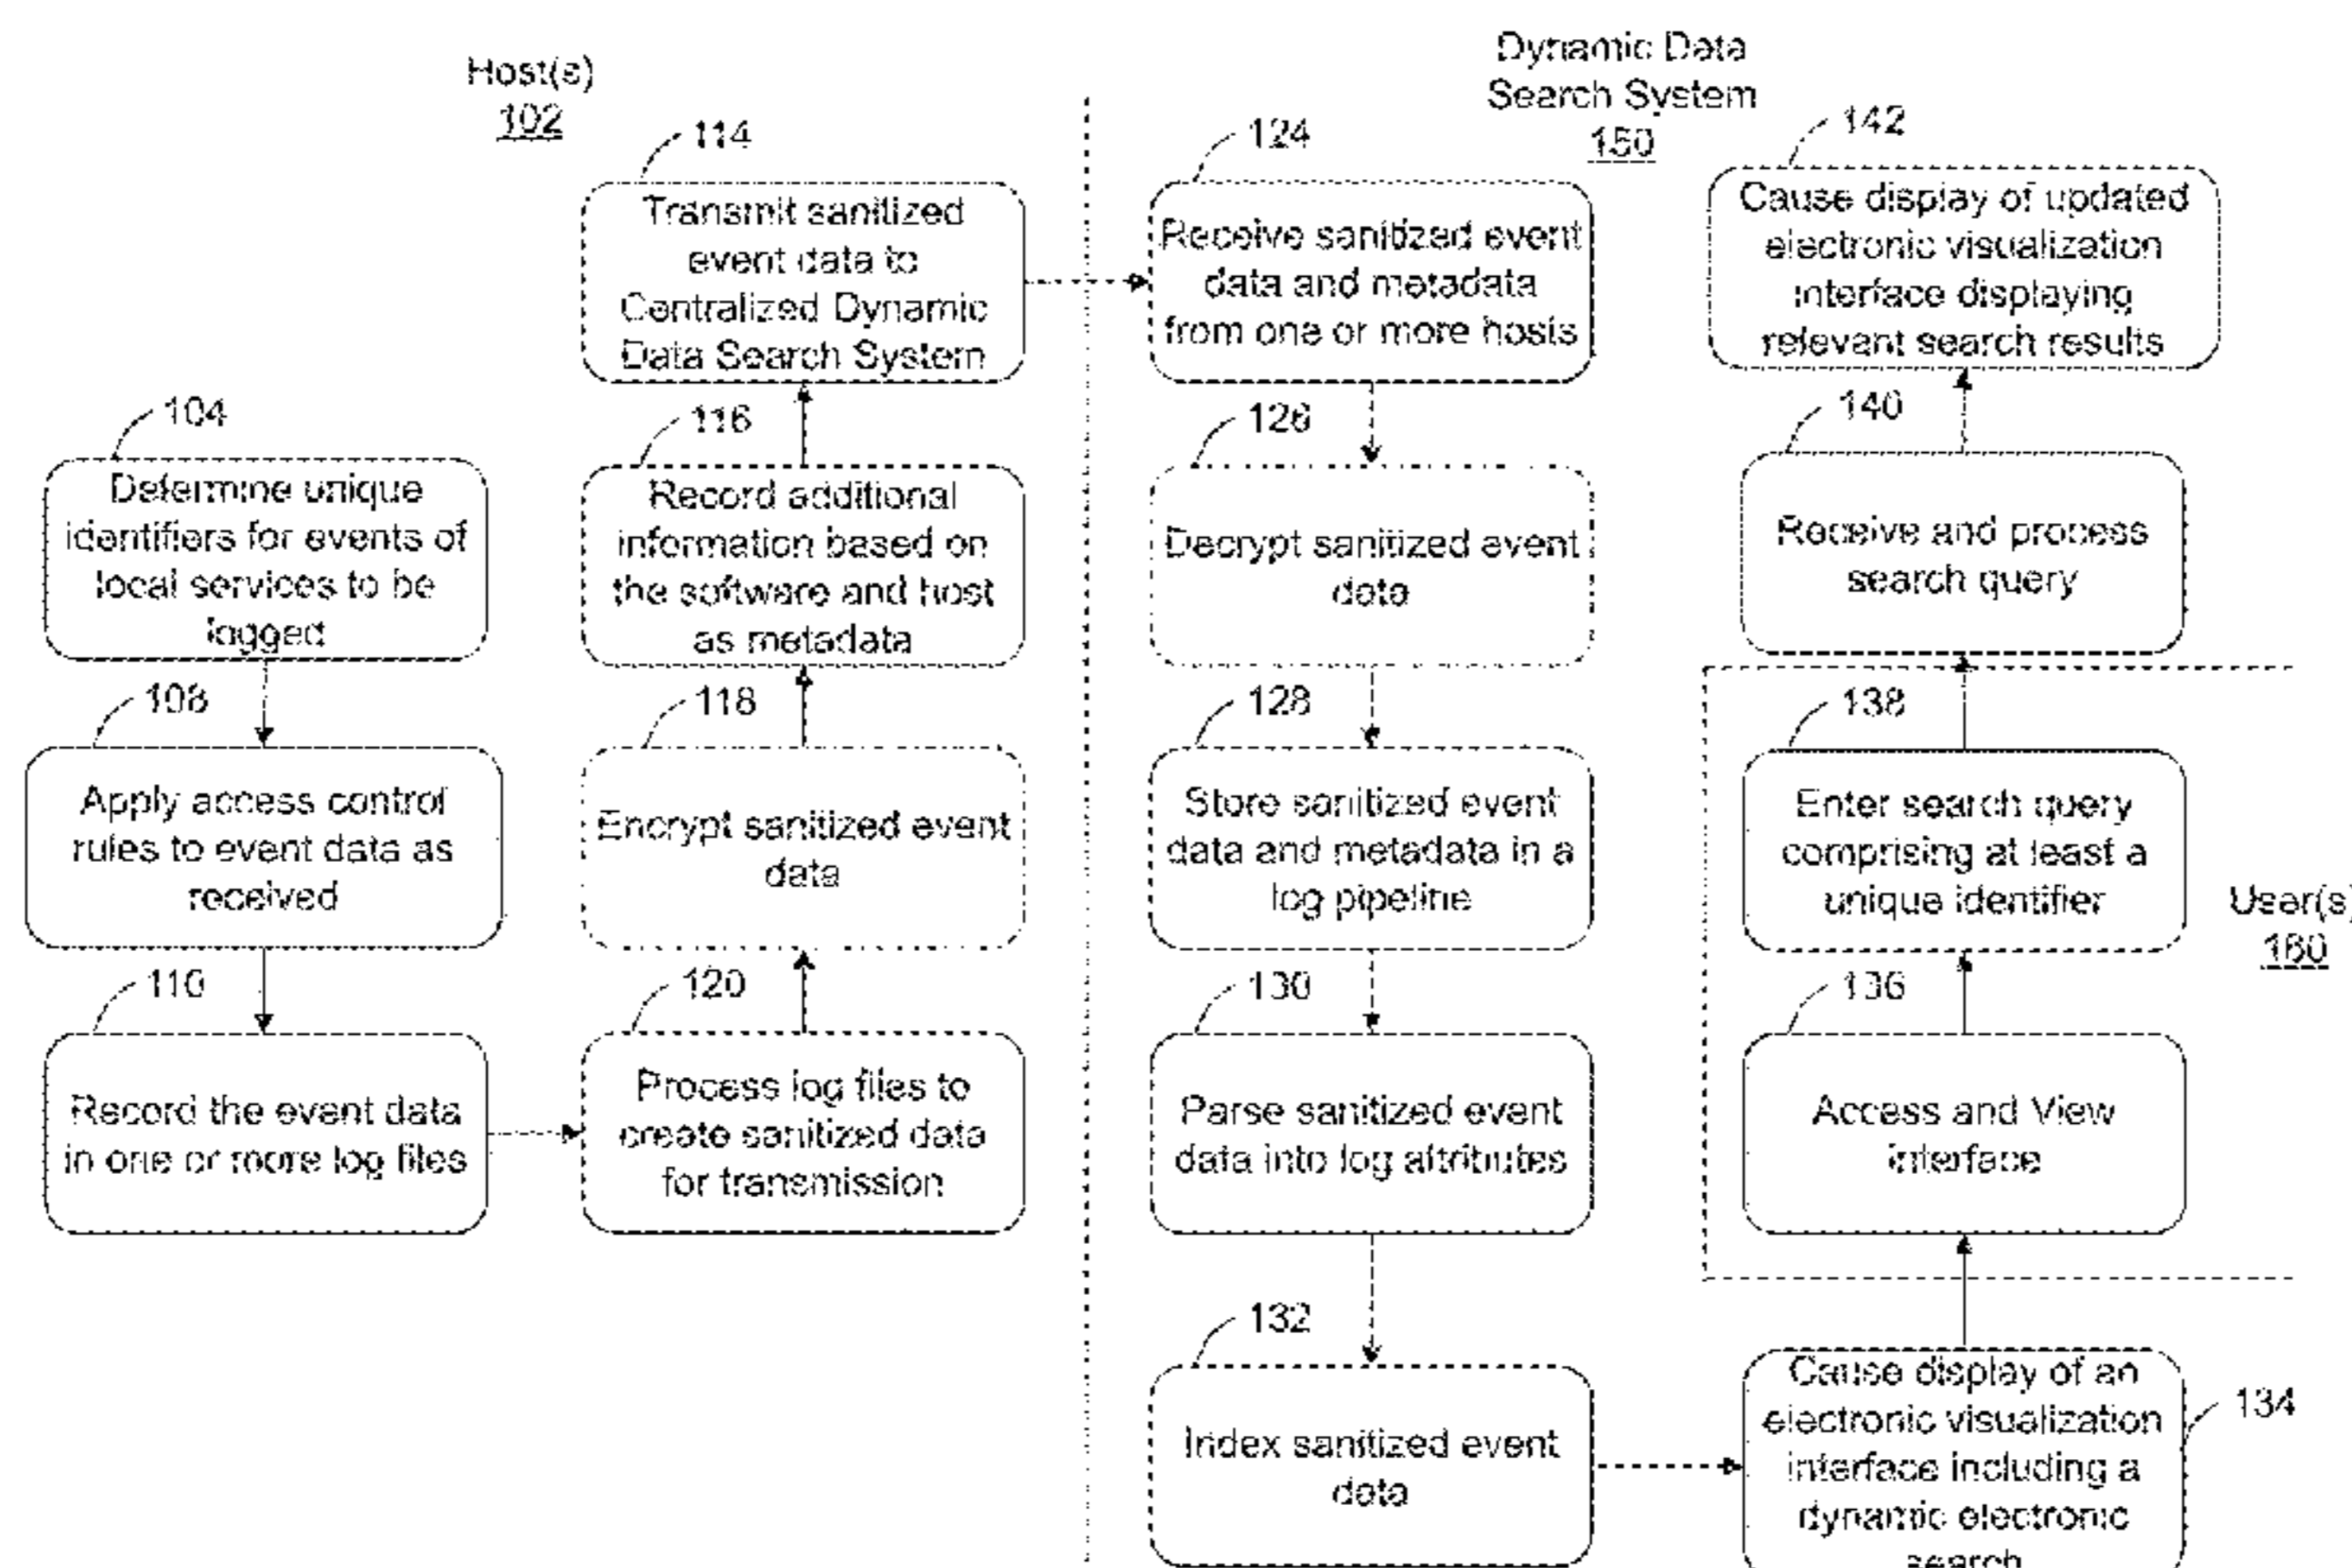 Host(s)
102
Dynamic Data
Search System
150
104
Determine unique
identifiers for events of
local services to be
logged
108
Apply access control
rules to event data as
received
110
Record the event data
in one or more log files
114
Transmit sanitized
event data to
Centralized Dynamic
Data Search System
116
Record additional
information based on
the software and host
as metadata
118
Encrypt sanitized event
data
120
Process log files to
create sanitized data
for transmission
124
Receive sanitized event
data and metadata
from one or more hosts
126
Decrypt sanitized event
data
128
Store sanitized event
data and metadata in a
log pipeline
130
Parse sanitized event
data into log attributes
132
Index sanitized event
data
142
Cause display of updated
electronic visualization
interface displaying
relevant search results
140
Receive and process
search query
138
Enter search query
comprising at least a
unique identifier
User(s)
160
136
Access and View
interface
134
Cause display of an
electronic visualization
interface including a
dynamic electronic
search